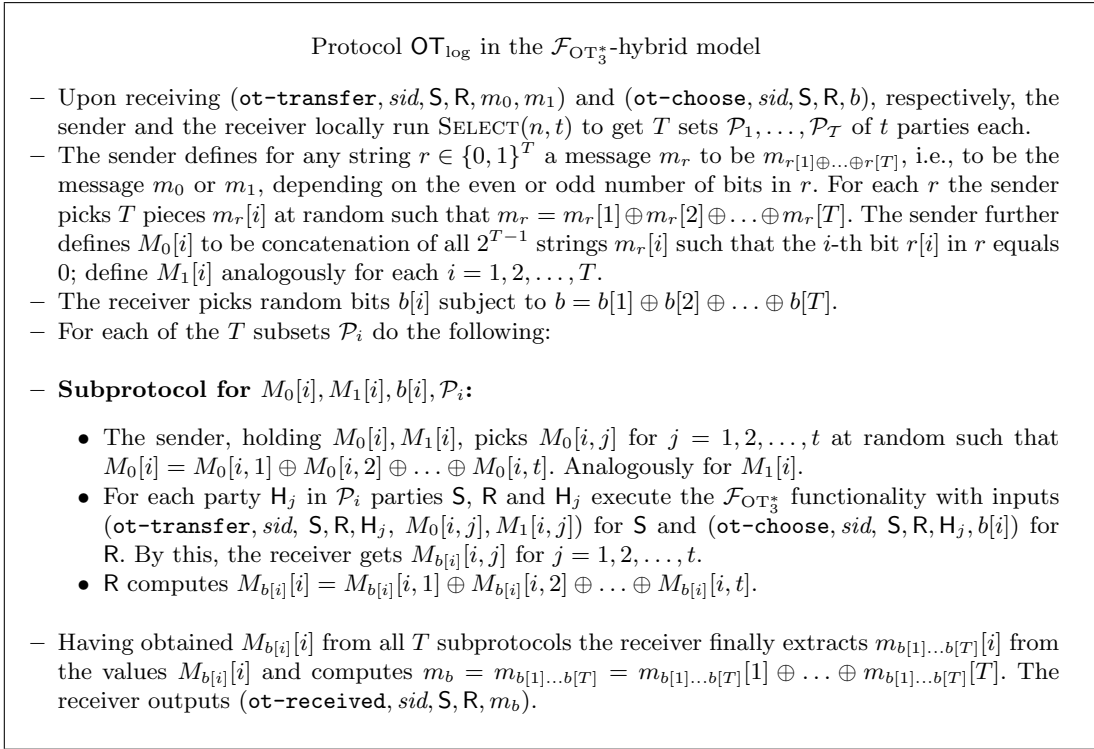 Protocol OT_log in the F_OT*_3-hybrid model
– Upon receiving (ot-transfer, sid, S, R, m_0, m_1) and (ot-choose, sid, S, R, b), respectively, the
sender and the receiver locally run SELECT(n, t) to get T sets P_1, . . . , P_T of t parties each.
– The sender defines for any string r ∈ {0, 1}^T a message m_r to be m_{r[1]⊕...⊕r[T]}, i.e., to be the
message m_0 or m_1, depending on the even or odd number of bits in r. For each r the sender
picks T pieces m_r[i] at random such that m_r = m_r[1] ⊕ m_r[2] ⊕ . . . ⊕ m_r[T]. The sender further
defines M_0[i] to be concatenation of all 2^{T−1} strings m_r[i] such that the i-th bit r[i] in r equals
0; define M_1[i] analogously for each i = 1, 2, . . . , T.
– The receiver picks random bits b[i] subject to b = b[1] ⊕ b[2] ⊕ . . . ⊕ b[T].
– For each of the T subsets P_i do the following:
– Subprotocol for M_0[i], M_1[i], b[i], P_i:
• The sender, holding M_0[i], M_1[i], picks M_0[i, j] for j = 1, 2, . . . , t at random such that
M_0[i] = M_0[i, 1] ⊕ M_0[i, 2] ⊕ . . . ⊕ M_0[i, t]. Analogously for M_1[i].
• For each party H_j in P_i parties S, R and H_j execute the F_OT*_3 functionality with inputs
(ot-transfer, sid, S, R, H_j, M_0[i, j], M_1[i, j]) for S and (ot-choose, sid, S, R, H_j, b[i]) for
R. By this, the receiver gets M_{b[i]}[i, j] for j = 1, 2, . . . , t.
• R computes M_{b[i]}[i] = M_{b[i]}[i, 1] ⊕ M_{b[i]}[i, 2] ⊕ . . . ⊕ M_{b[i]}[i, t].
– Having obtained M_{b[i]}[i] from all T subprotocols the receiver finally extracts m_{b[1]...b[T]}[i] from
the values M_{b[i]}[i] and computes m_b = m_{b[1]...b[T]} = m_{b[1]...b[T]}[1] ⊕ . . . ⊕ m_{b[1]...b[T]}[T]. The
receiver outputs (ot-received, sid, S, R, m_b).